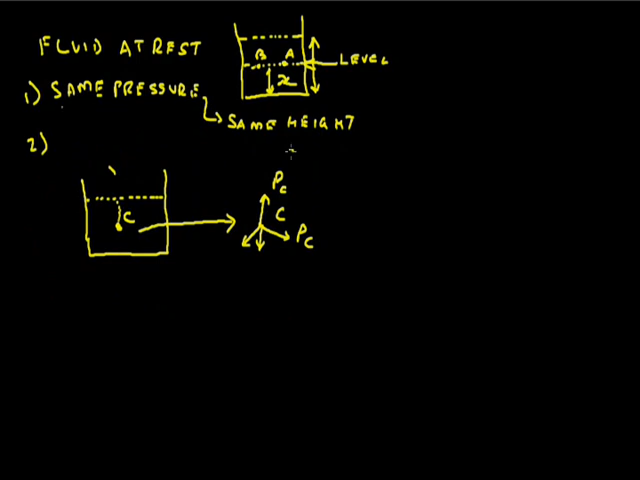 FLUID AT REST
B A
LEVEL
1) SAME PRESSURE
x
SAME HEIGHT
2)
Pc
C
C
Pc